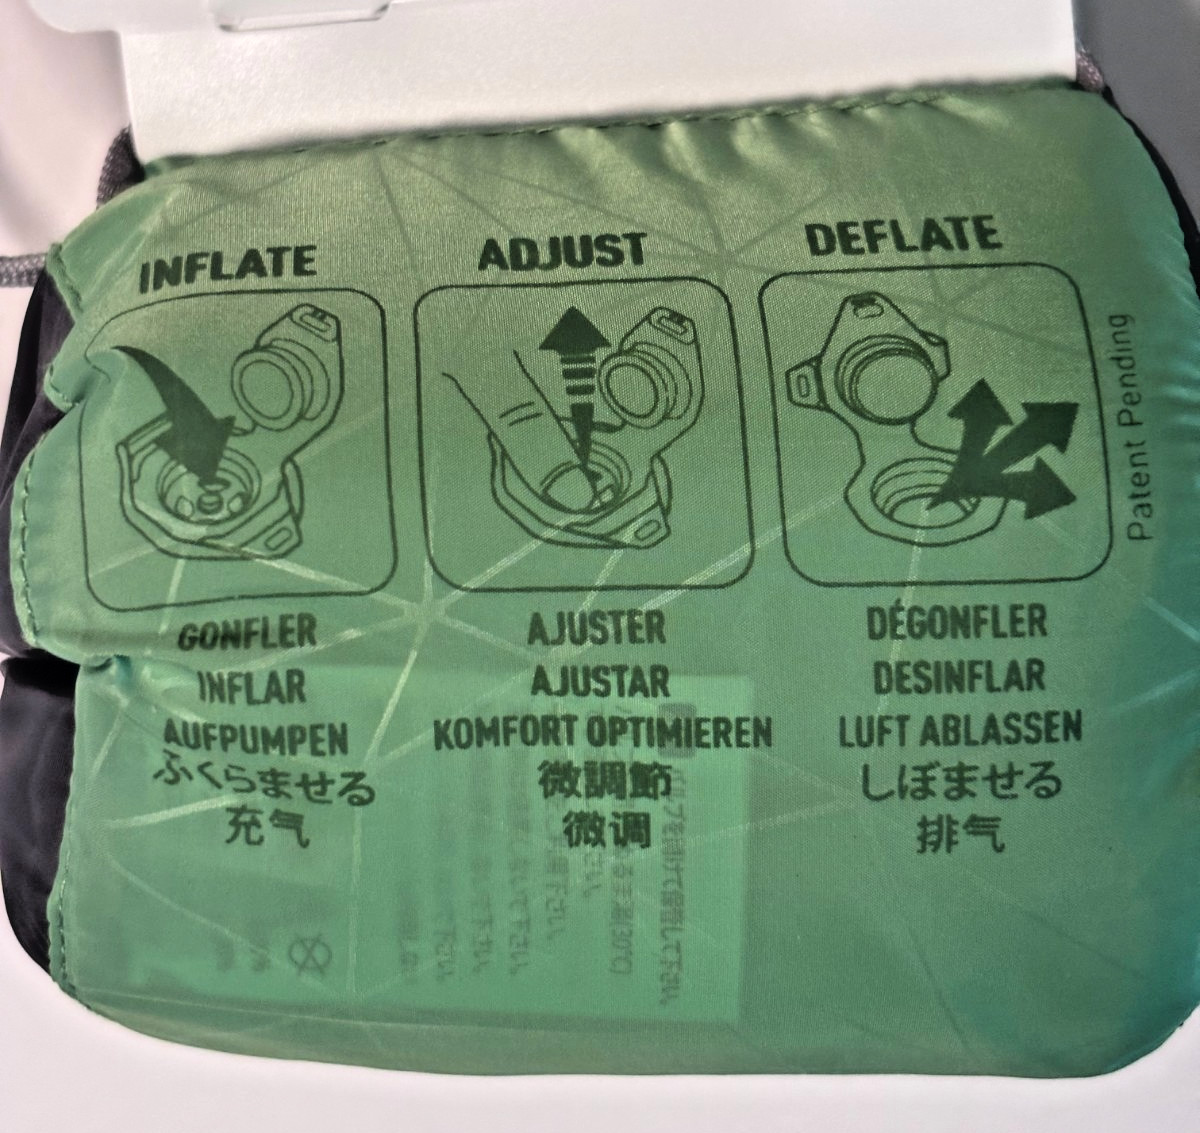 INFLATE
GONFLER
INFLAR
AUFPUMPEN
ふくらませる
充气
ADJUST
AJUSTER
AJUSTAR
KOMFORT OPTIMIEREN
微調節
微调
DEFLATE
DÉGONFLER
DESINFLAR
LUFT ABLASSEN
しぼませる
排气
Patent Pending